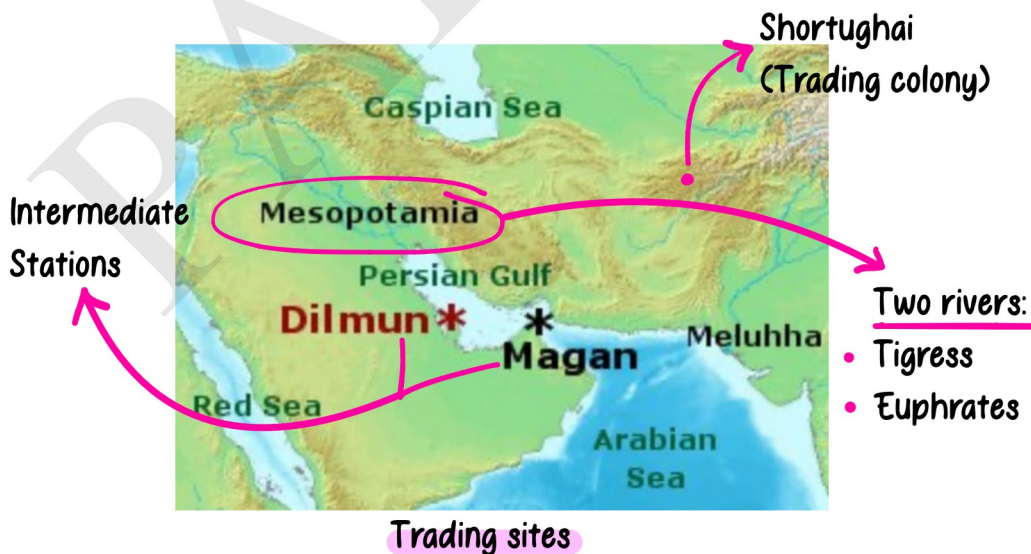 Shortughai
(Trading colony)
Caspian Sea
Intermediate
Stations
Mesopotamia
Persian Gulf
Two rivers:
Dilmun *
*
Magan
Meluhha
• Tigress
Red Sea
• Euphrates
Arabian
Sea
Trading sites